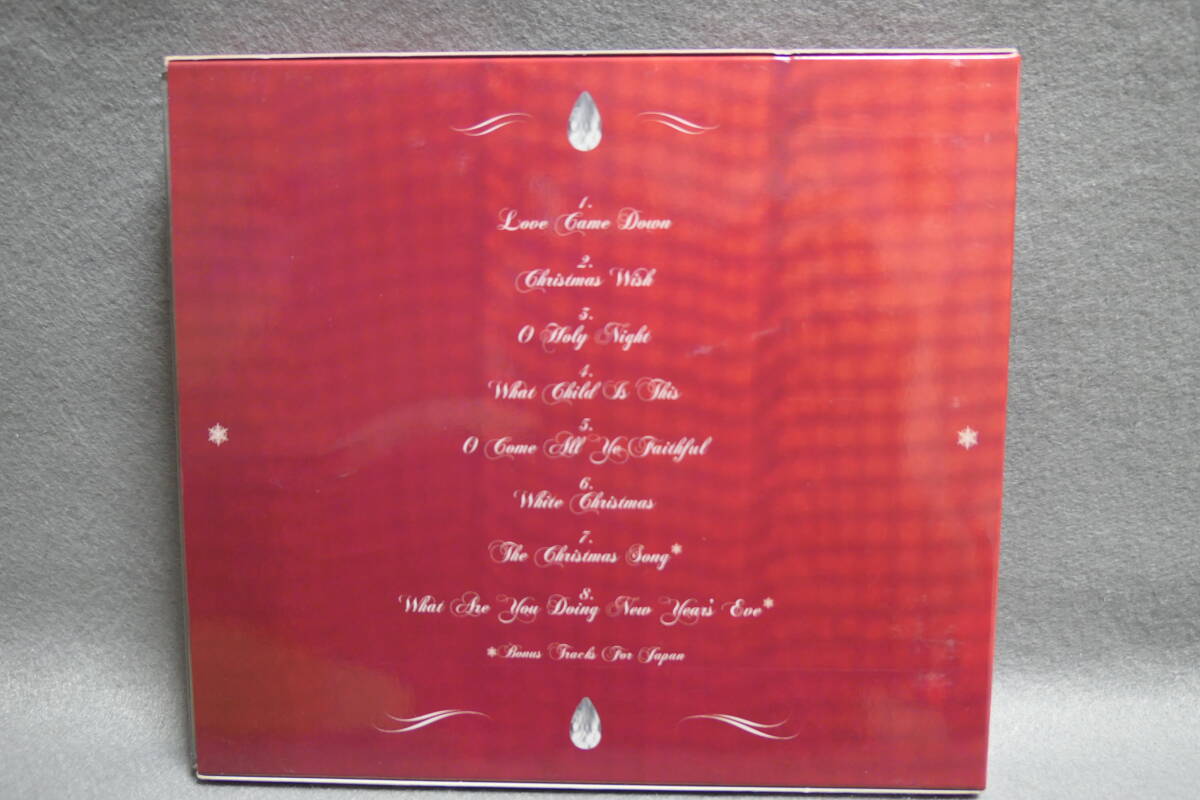 1.
Love Came Down
2.
Christmas Wish
3.
O Holy Night
4.
What Child Is This
5.
O Come All Ye Faithful
6.
White Christmas
7.
The Christmas Song*
8.
What Are You Doing New Years' Eve*
*Bonus Tracks For Japan